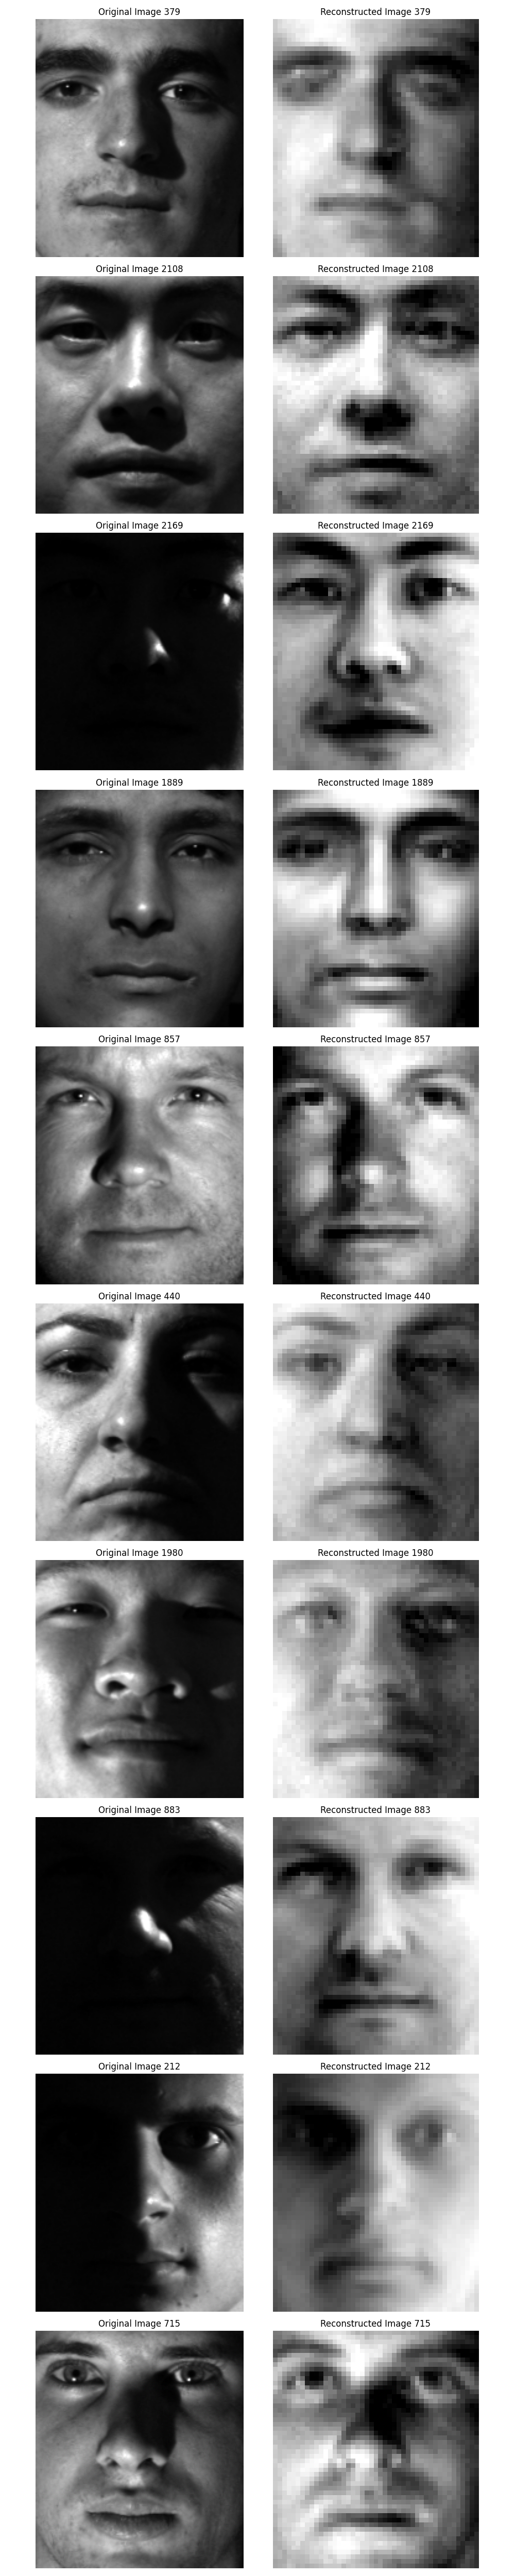 Original Image 379
Reconstructed Image 379
Original Image 2108
Reconstructed Image 2108
Original Image 2169
Reconstructed Image 2169
Original Image 1889
Reconstructed Image 1889
Original Image 857
Reconstructed Image 857
Original Image 440
Reconstructed Image 440
Original Image 1980
Reconstructed Image 1980
Original Image 883
Reconstructed Image 883
Original Image 212
Reconstructed Image 212
Original Image 715
Reconstructed Image 715